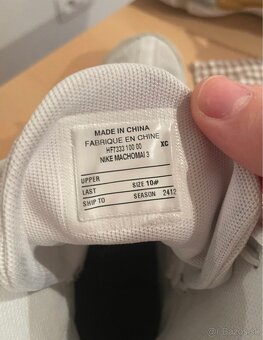 MADE IN CHINA
FABRIQUE EN CHINE
HF7333 100 00 XC
NIKE MACHOMAI 3
UPPER
LAST SIZE 10#
SHIP TO SEASON 2412